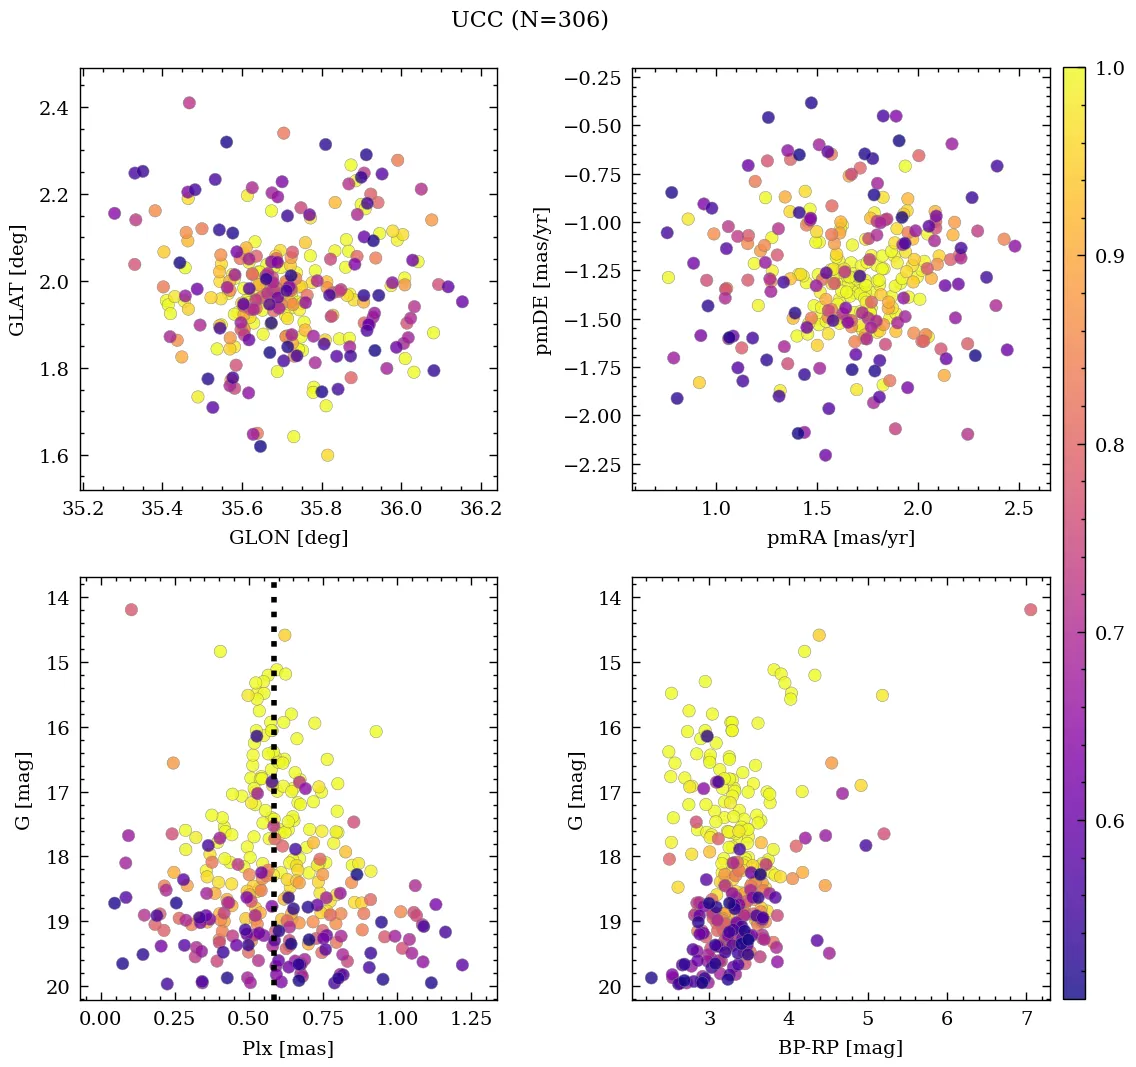 UCC (N=306)
2.4
2.2
2.0
1.8
1.6
GLAT [deg]
35.2 35.4 35.6 35.8 36.0 36.2
GLON [deg]
−0.25
−0.50
−0.75
−1.00
−1.25
−1.50
−1.75
−2.00
−2.25
pmDE [mas/yr]
1.0 1.5 2.0 2.5
pmRA [mas/yr]
14
15
16
17
18
19
20
G [mag]
0.00 0.25 0.50 0.75 1.00 1.25
Plx [mas]
14
15
16
17
18
19
20
G [mag]
3 4 5 6 7
BP-RP [mag]
1.0
0.9
0.8
0.7
0.6